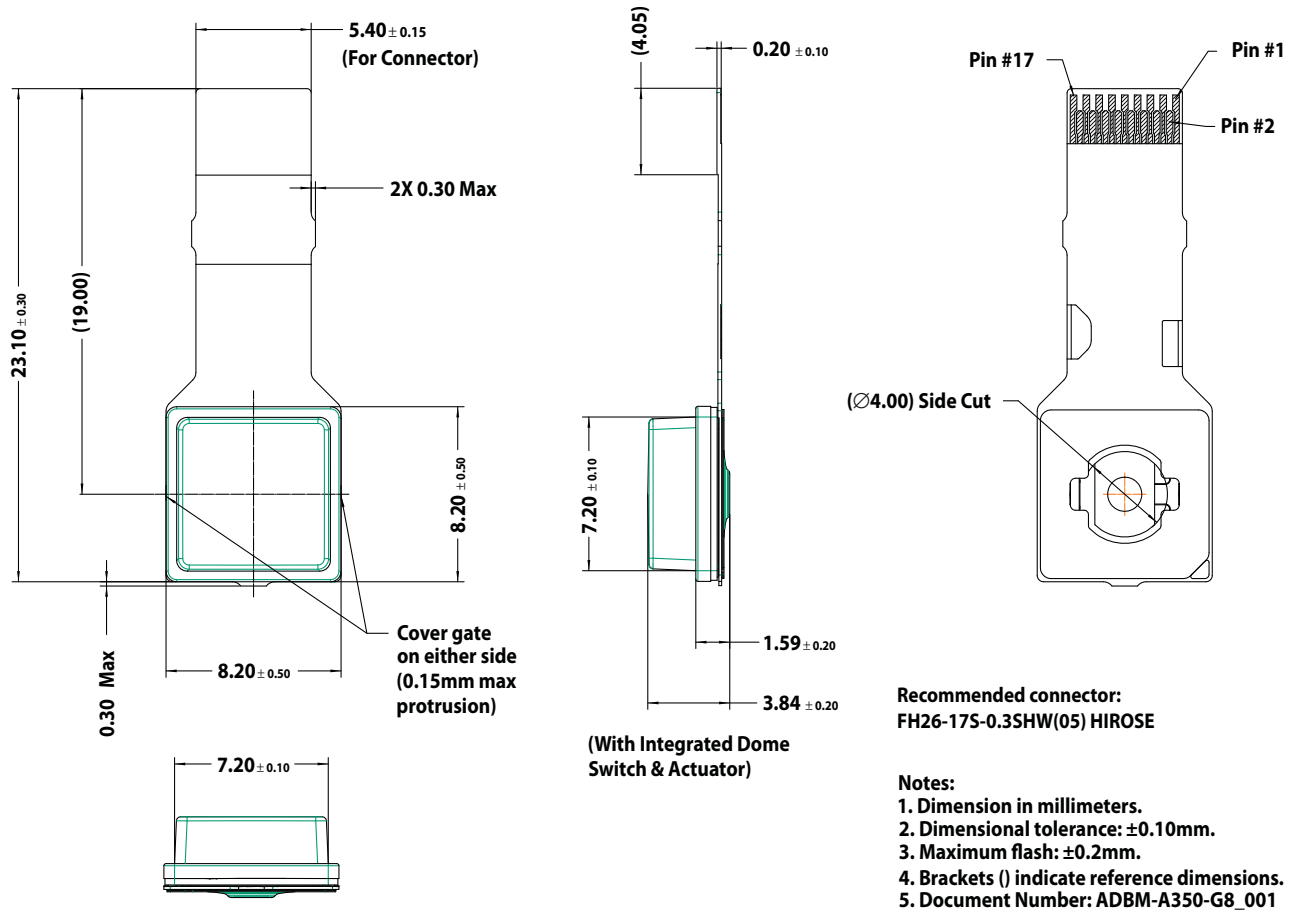 5.40 ± 0.15
(For Connector)
(4.05)
0.20 ± 0.10
Pin #17
Pin #1
Pin #2
2X 0.30 Max
23.10 ± 0.30
(19.00)
(∅4.00) Side Cut
8.20 ± 0.50
7.20 ± 0.10
0.30 Max
8.20 ± 0.50
Cover gate
on either side
(0.15mm max
protrusion)
1.59 ± 0.20
3.84 ± 0.20
(With Integrated Dome
Switch & Actuator)
7.20 ± 0.10
Recommended connector:
FH26-17S-0.3SHW(05) HIROSE
Notes:
1. Dimension in millimeters.
2. Dimensional tolerance: ±0.10mm.
3. Maximum flash: ±0.2mm.
4. Brackets () indicate reference dimensions.
5. Document Number: ADBM-A350-G8_001